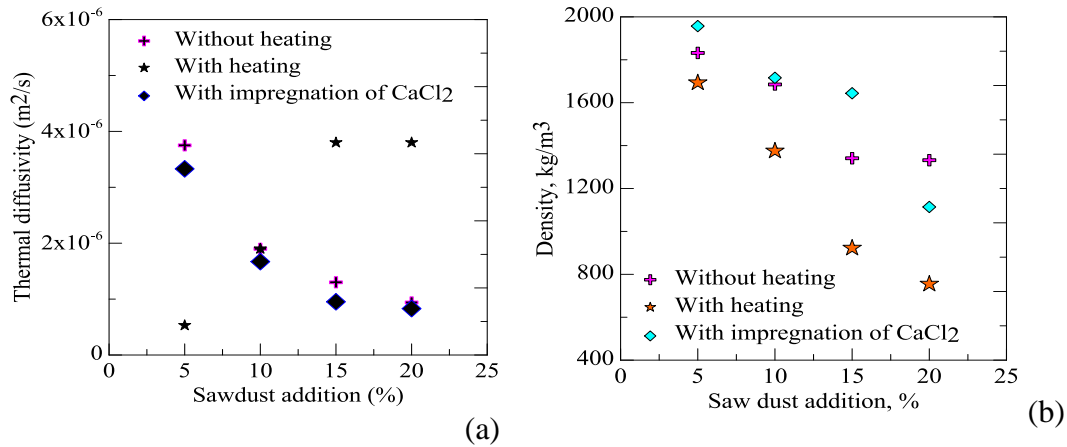 6x10-6
4x10-6
2x10-6
0
Thermal diffusivity (m2/s)
Without heating
With heating
With impregnation of CaCl2
0 5 10 15 20 25
Sawdust addition (%)
(a)
2000
1600
1200
800
400
Density, kg/m3
Without heating
With heating
With impregnation of CaCl2
0 5 10 15 20 25
Saw dust addition, %
(b)